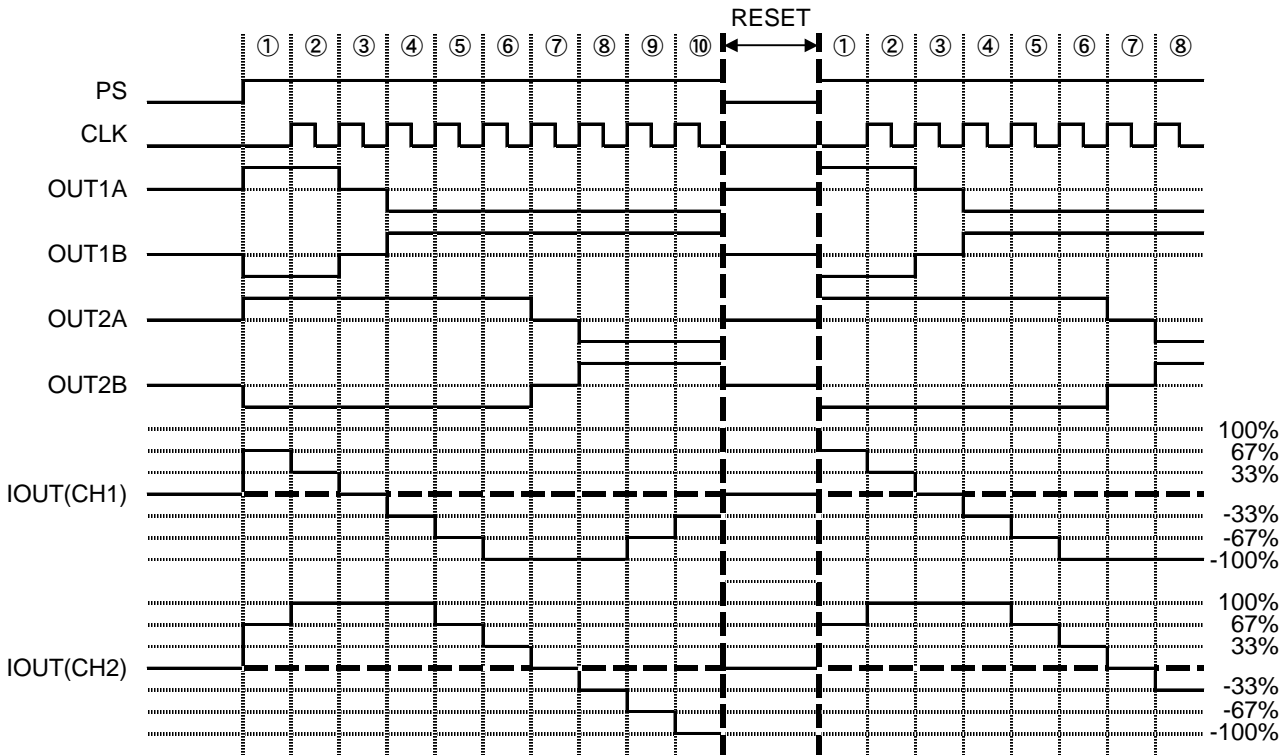 RESET
① ② ③ ④ ⑤ ⑥ ⑦ ⑧ ⑨ ⑩ ① ② ③ ④ ⑤ ⑥ ⑦ ⑧
PS
CLK
OUT1A
OUT1B
OUT2A
OUT2B
100%
67%
33%
IOUT(CH1)
-33%
-67%
-100%
100%
67%
33%
IOUT(CH2)
-33%
-67%
-100%